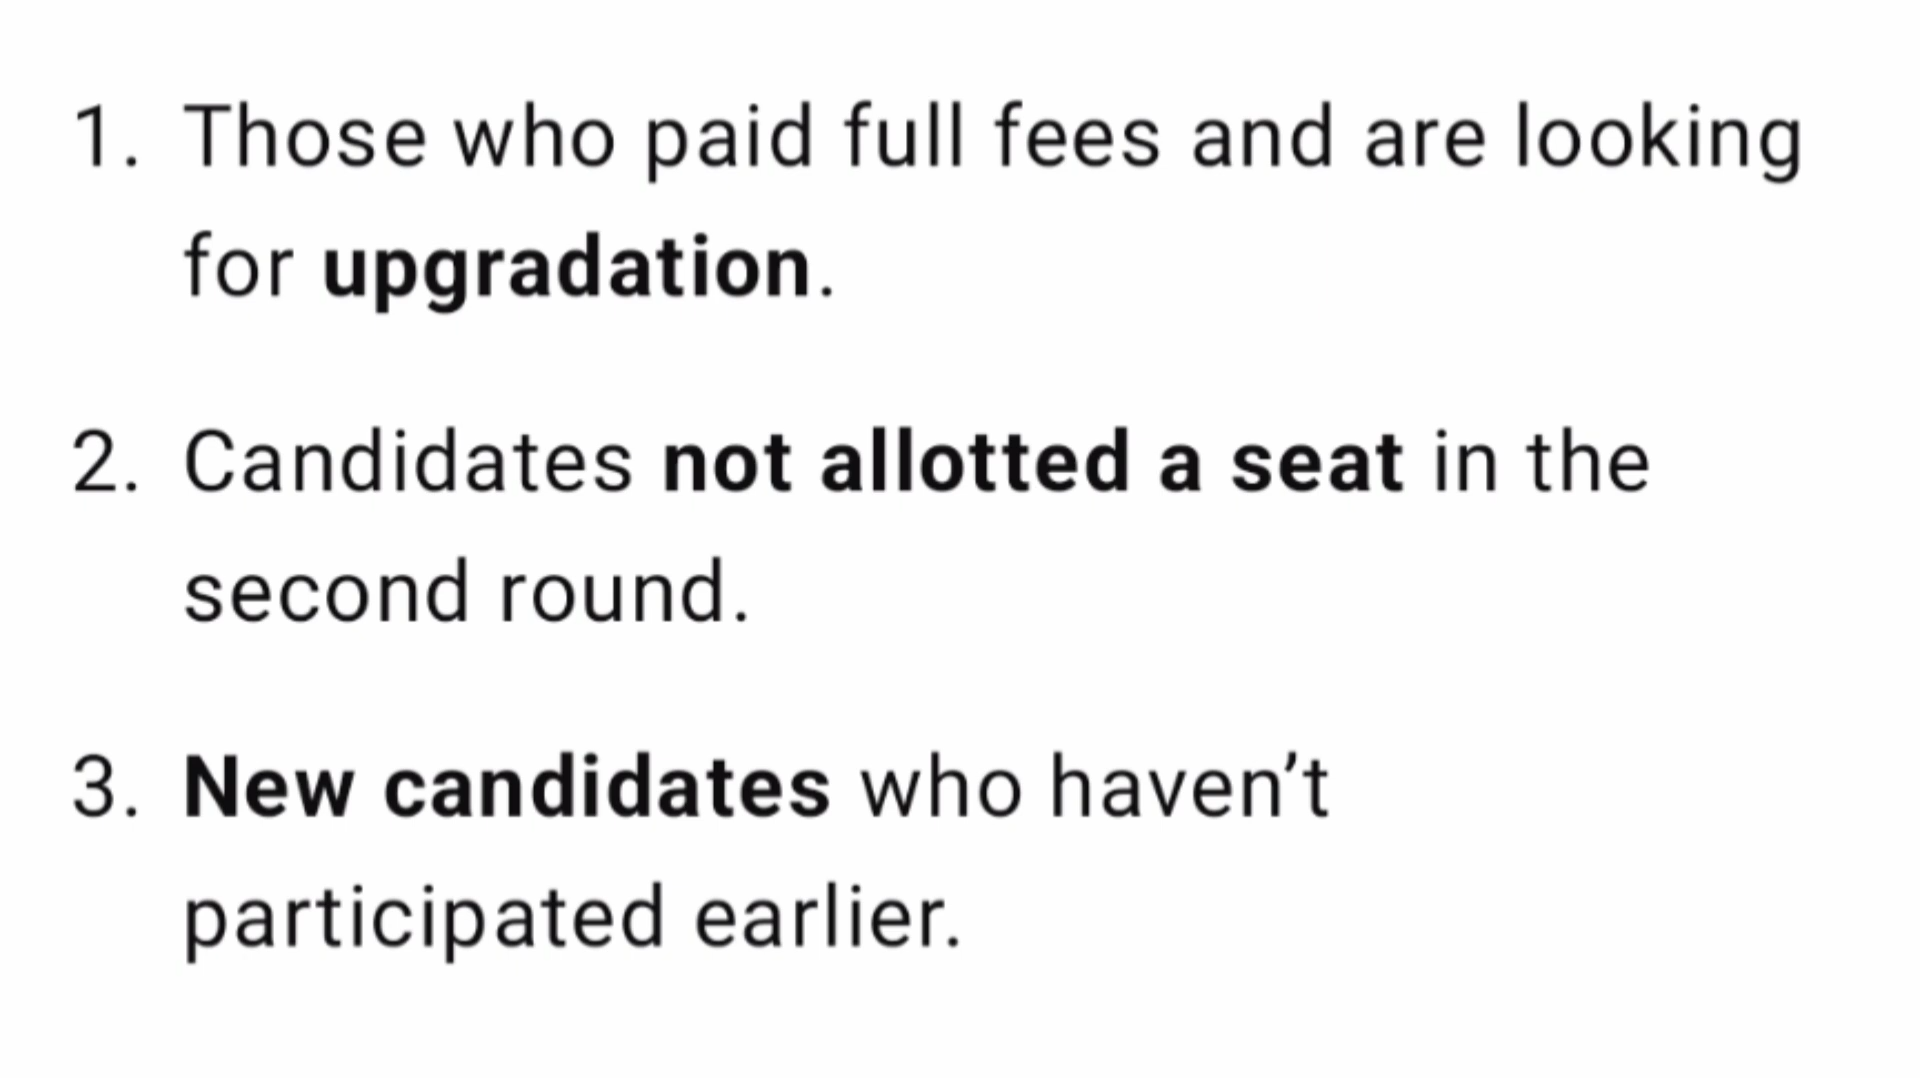 1. Those who paid full fees and are looking
for upgradation.
2. Candidates not allotted a seat in the
second round.
3. New candidates who haven’t
participated earlier.